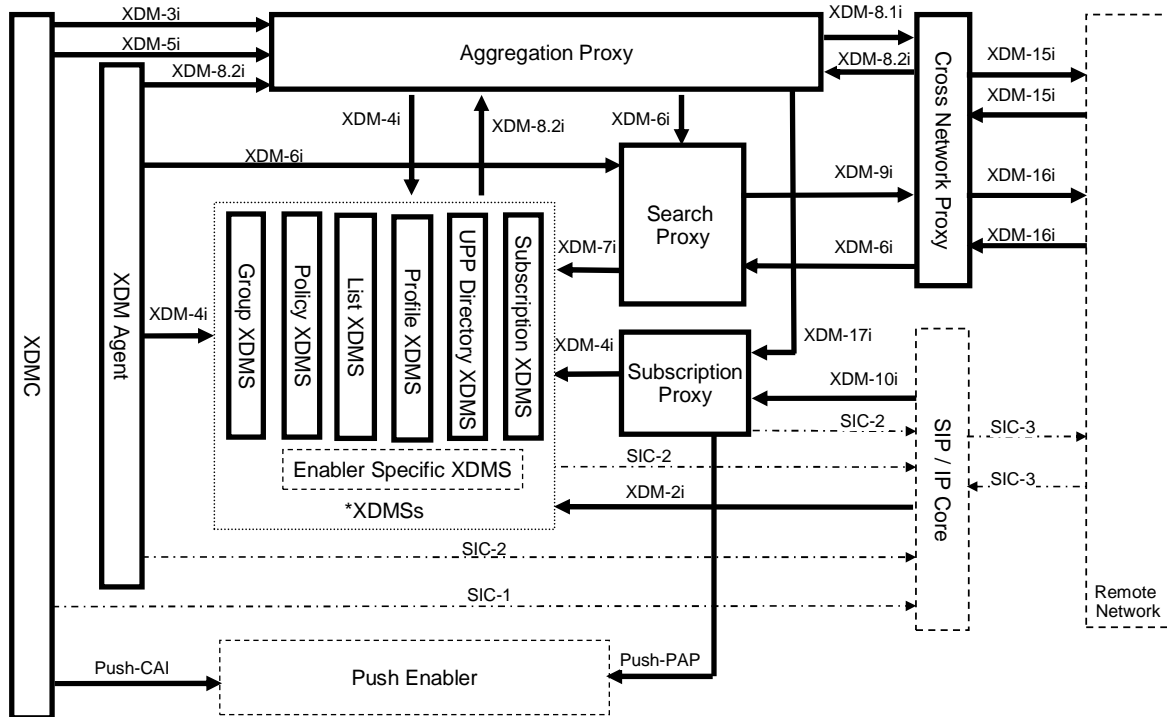 XDM-3i
XDM-8.1i
XDM-5i
XDM-15i
Aggregation Proxy
XDM-8.2i
XDM-8.2i
XDM-15i
XDM-4i
XDM-8.2i
XDM-6i
XDM-6i
XDM-9i
XDM-16i
Cross Network Proxy
Search
Proxy
XDM-7i
XDM-6i
XDM-16i
XDMC
XDM Agent
XDM-4i
Group XDMS
Policy XDMS
List XDMS
Profile XDMS
UPP Directory XDMS
Subscription XDMS
XDM-4i
XDM-17i
Subscription
Proxy
XDM-10i
SIC-2
SIC-3
Enabler Specific XDMS
SIC-2
SIC-3
XDM-2i
*XDMSs
SIP / IP Core
SIC-2
SIC-1
Remote
Network
Push-CAI
Push-PAP
Push Enabler